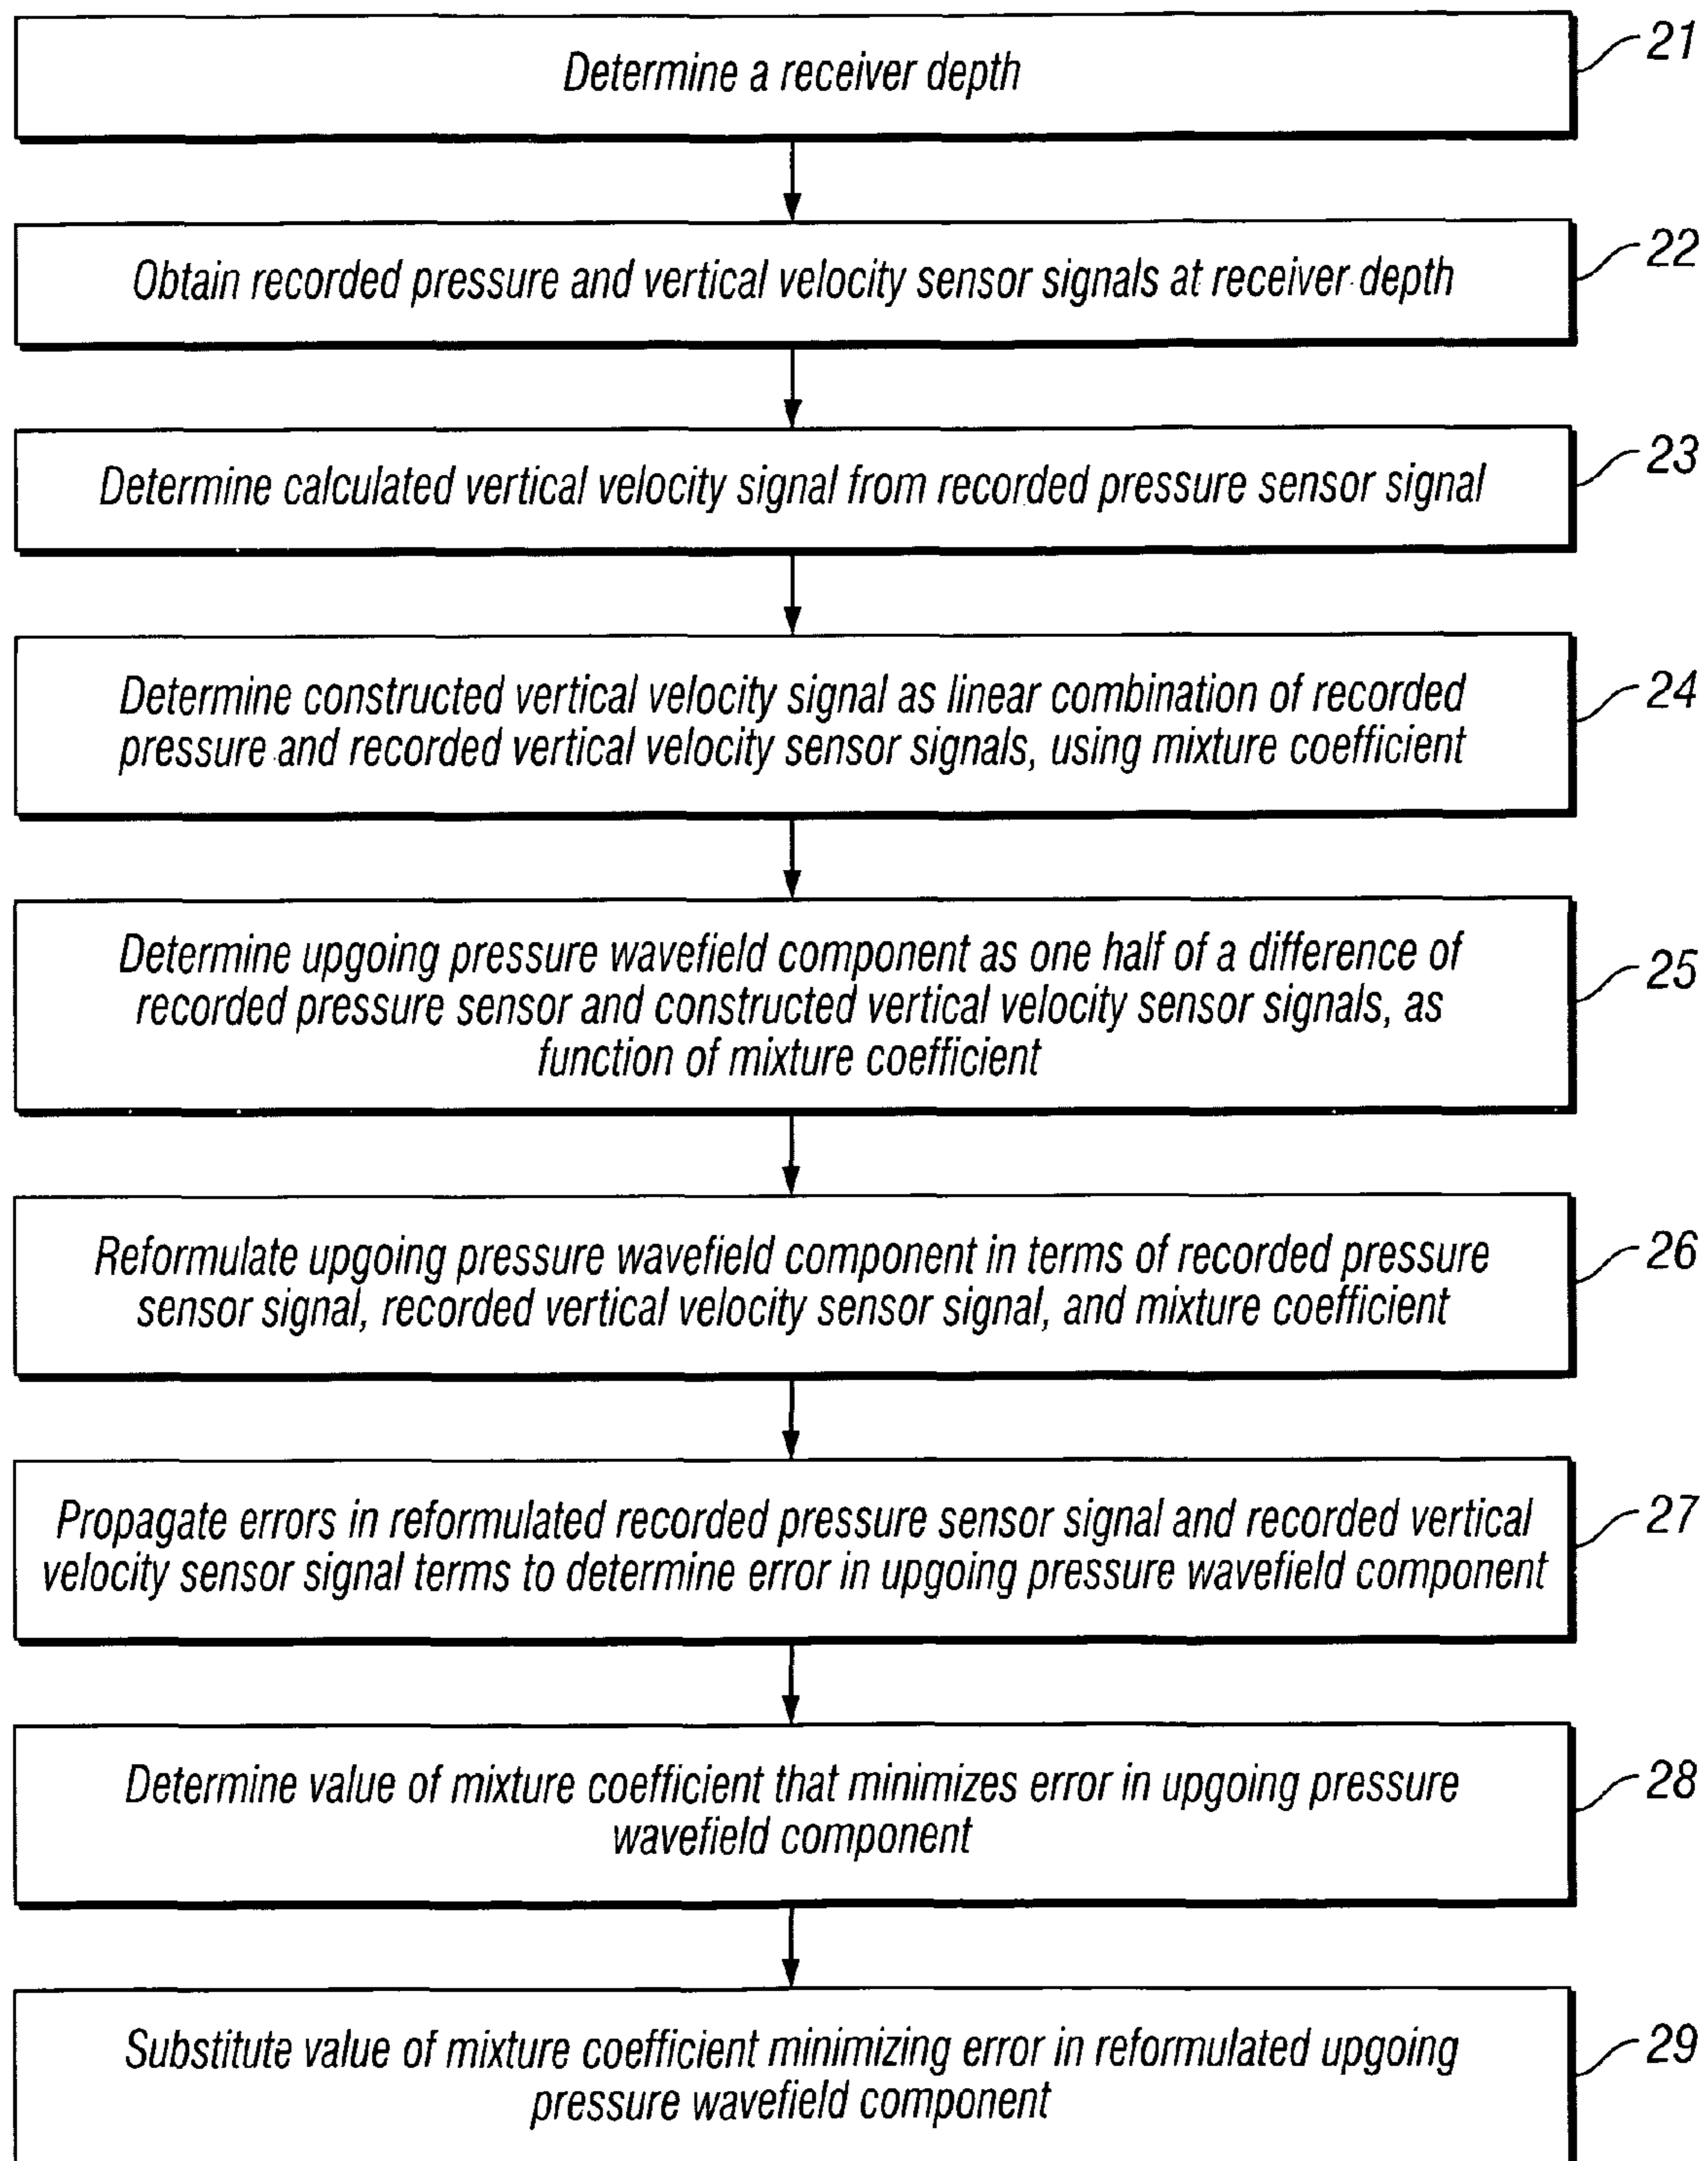 Determine a receiver depth
21
Obtain recorded pressure and vertical velocity sensor signals at receiver depth
22
Determine calculated vertical velocity signal from recorded pressure sensor signal
23
Determine constructed vertical velocity signal as linear combination of recorded
pressure and recorded vertical velocity sensor signals, using mixture coefficient
24
Determine upgoing pressure wavefield component as one half of a difference of
recorded pressure sensor and constructed vertical velocity sensor signals, as
function of mixture coefficient
25
Reformulate upgoing pressure wavefield component in terms of recorded pressure
sensor signal, recorded vertical velocity sensor signal, and mixture coefficient
26
Propagate errors in reformulated recorded pressure sensor signal and recorded vertical
velocity sensor signal terms to determine error in upgoing pressure wavefield component
27
Determine value of mixture coefficient that minimizes error in upgoing pressure
wavefield component
28
Substitute value of mixture coefficient minimizing error in reformulated upgoing
pressure wavefield component
29